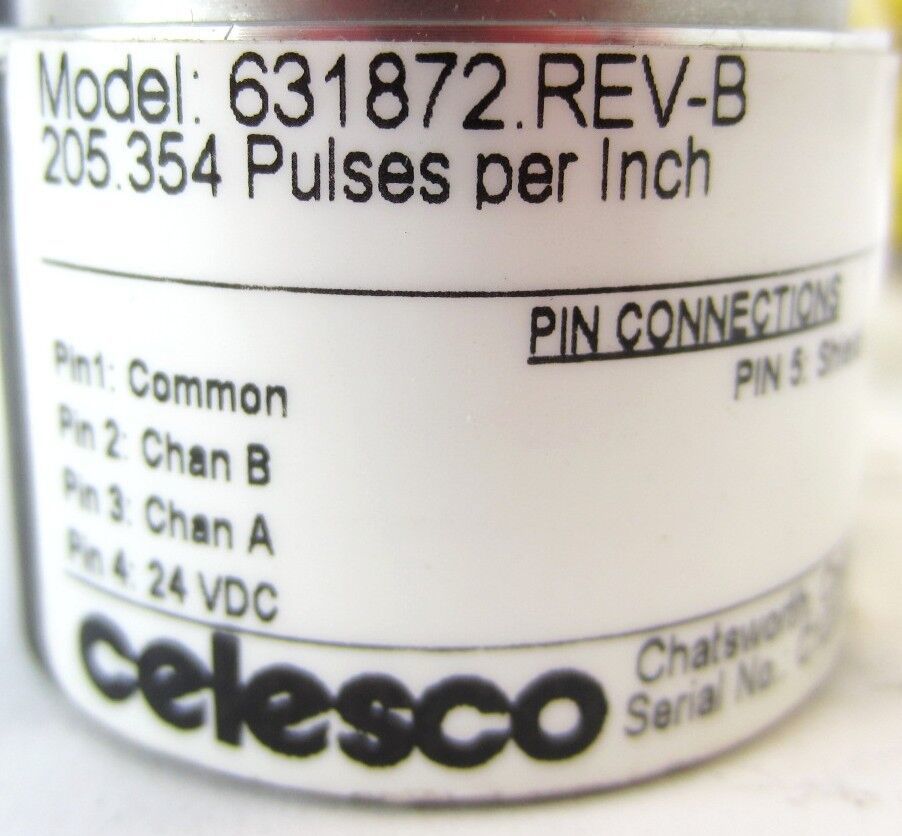 Model: 631872.REV-B
205.354 Pulses per Inch
PIN CONNECTIONS
Pin1: Common
Pin 2: Chan B
Pin 3: Chan A
Pin 4: 24 VDC
PIN 5:
celesco
Chatsworth,
Serial No.: